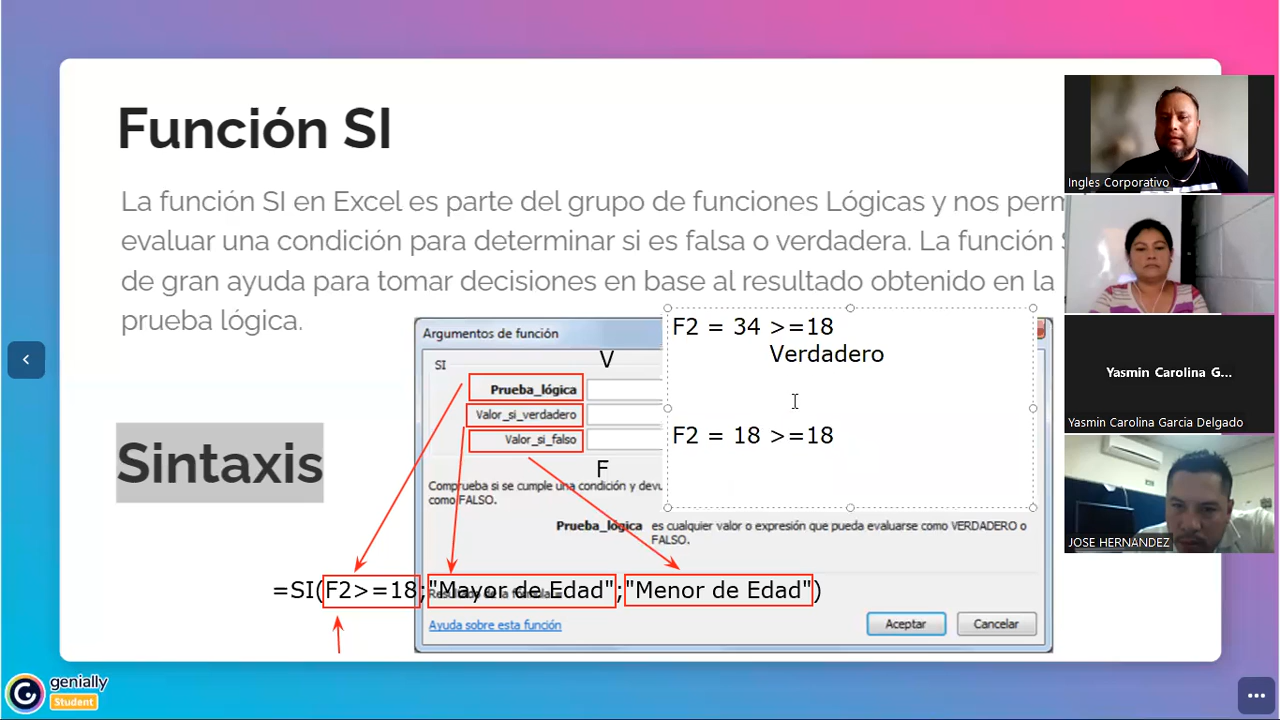 Función SI
La función SI en Excel es parte del grupo de funciones Lógicas y nos perm
evaluar una condición para determinar si es falsa o verdadera. La función S
de gran ayuda para tomar decisiones en base al resultado obtenido en la
prueba lógica.
Sintaxis
Argumentos de función
SI
V
Prueba_lógica
Valor_si_verdadero
Valor_si_falso
F
F2 = 34 >=18
Verdadero
F2 = 18 >=18
Comprueba si se cumple una condición y devu
como FALSO.
Prueba_lógica es cualquier valor o expresión que pueda evaluarse como VERDADERO o
FALSO.
=SI(F2>=18;"Mayor de Edad";"Menor de Edad")
Ayuda sobre esta función
Aceptar
Cancelar
Ingles Corporativo
Yasmin Carolina G...
Yasmin Carolina Garcia Delgado
JOSE HERNANDEZ
genially
Student